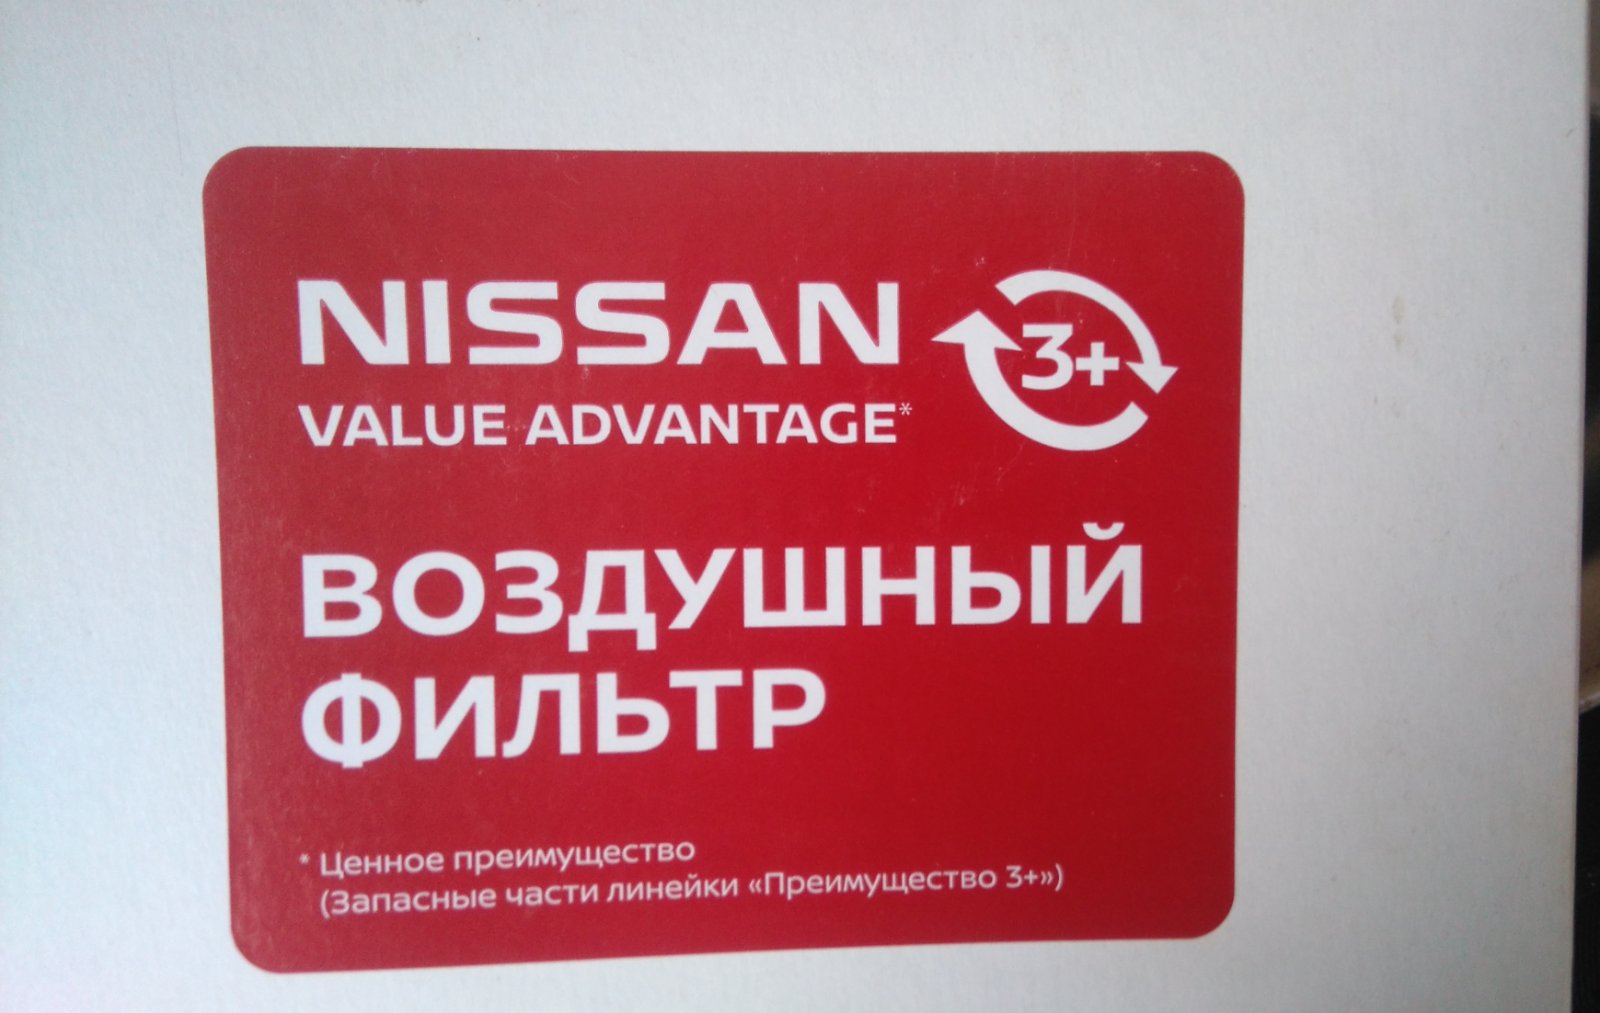 NISSAN 3+
VALUE ADVANTAGE*
ВОЗДУШНЫЙ
ФИЛЬТР
* Ценное преимущество
(Запасные части линейки «Преимущество 3+»)